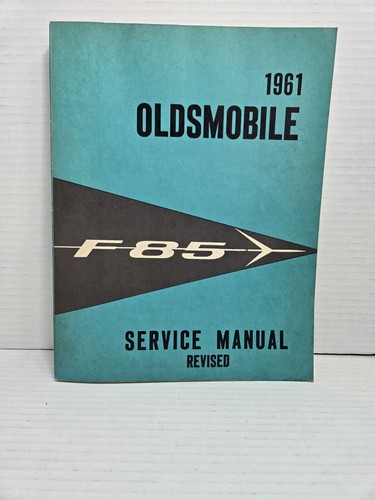 1961
OLDSMOBILE
F-85
SERVICE MANUAL
REVISED